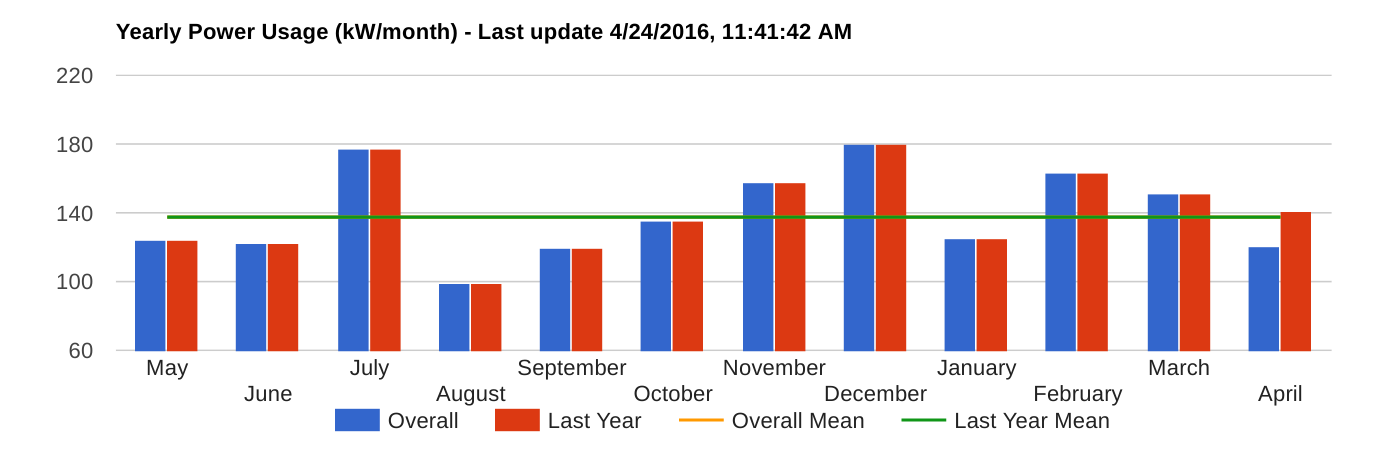 Yearly Power Usage (kW/month) - Last update 4/24/2016, 11:41:42 AM
220
180
140
100
60
May July September November January March
June August October December February April
Overall Last Year Overall Mean Last Year Mean